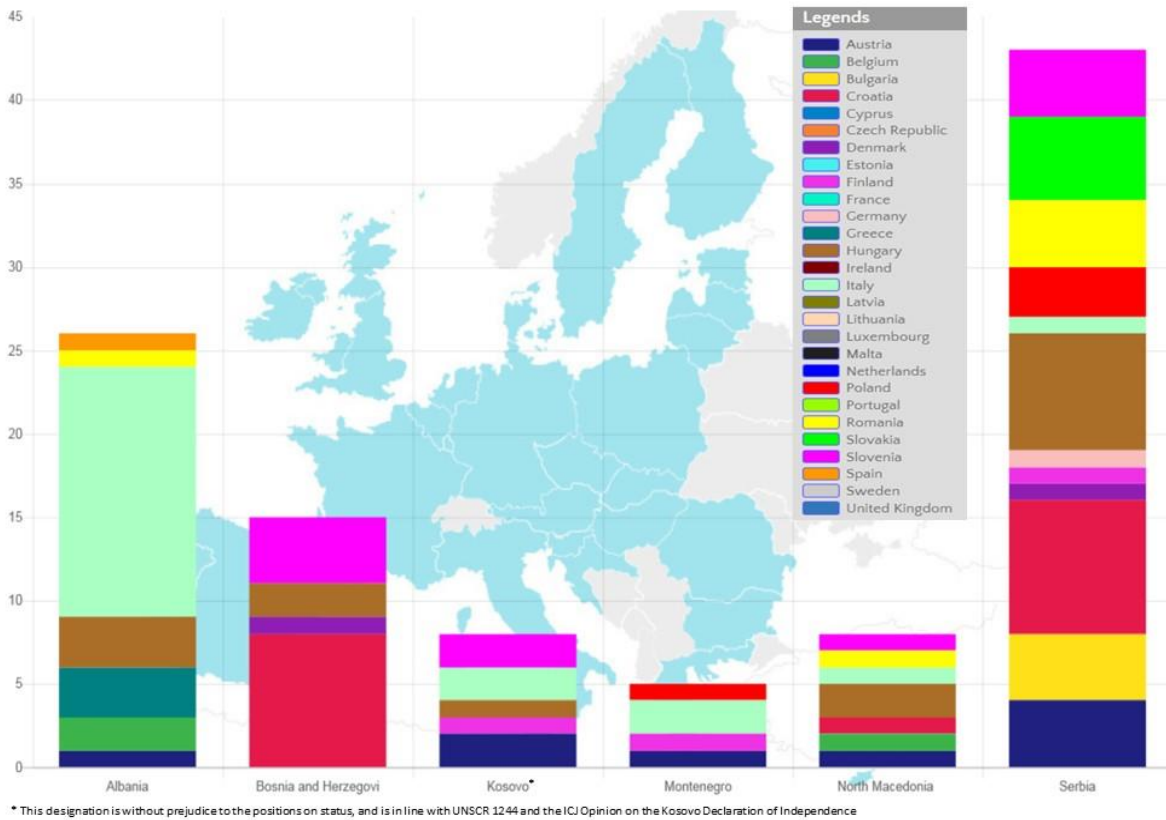 45
40
35
30
25
20
15
10
5
0
Legends
Austria
Belgium
Bulgaria
Croatia
Cyprus
Czech Republic
Denmark
Estonia
Finland
France
Germany
Greece
Hungary
Ireland
Italy
Latvia
Lithuania
Luxembourg
Malta
Netherlands
Poland
Portugal
Romania
Slovakia
Slovenia
Spain
Sweden
United Kingdom
Albania
Bosnia and Herzegovi
Kosovo*
Montenegro
North Macedonia
Serbia
* This designation is without prejudice to the positions on status, and is in line with UNSCR 1244 and the ICJ Opinion on the Kosovo Declaration of Independence